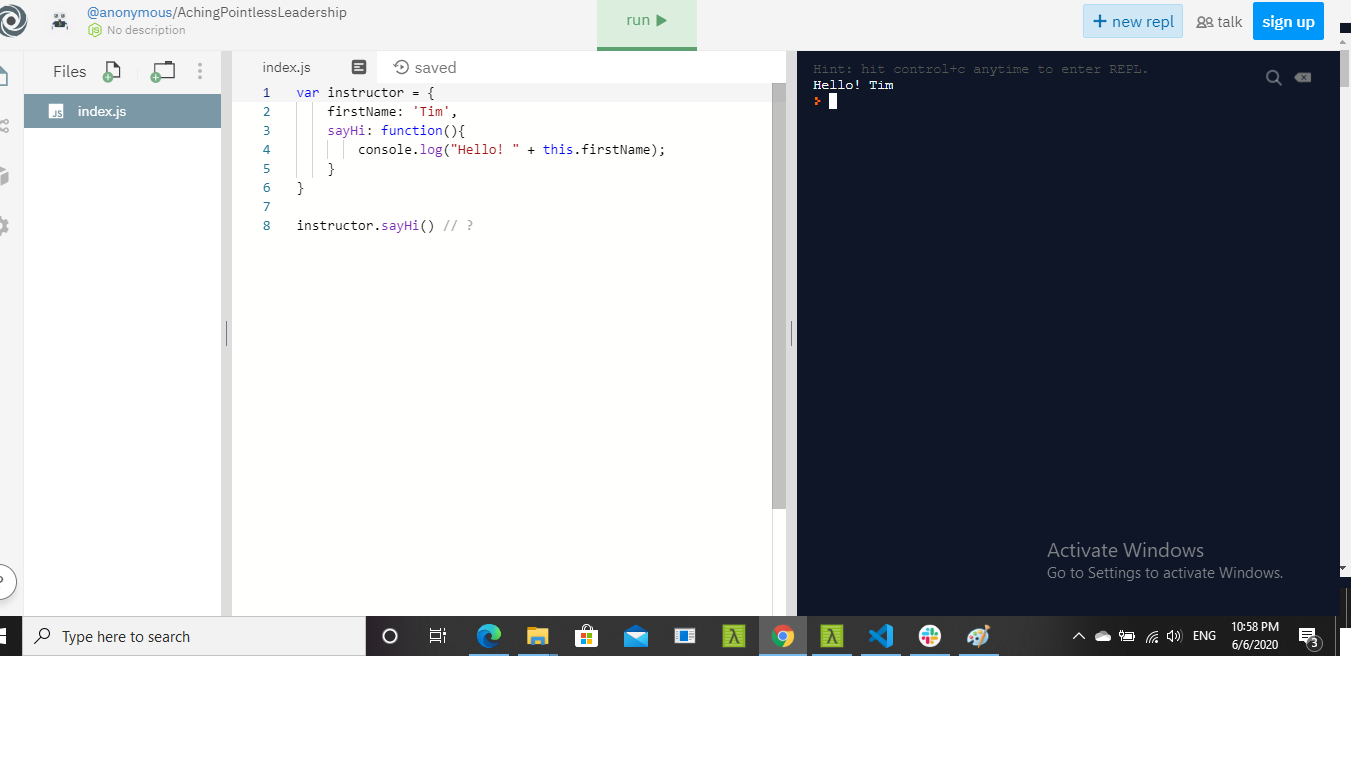 @anonymous/AchingPointlessLeadership
No description
run
+ new repl
talk
sign up
Files
index.js
index.js
saved
1 var instructor = {
2 firstName: 'Tim',
3 sayHi: function(){
4 console.log("Hello! " + this.firstName);
5 }
6 }
7
8 instructor.sayHi() // ?
Hint: hit control+c anytime to enter REPL.
Hello! Tim
>
Activate Windows
Go to Settings to activate Windows.
Type here to search
ENG
10:58 PM
6/6/2020
3